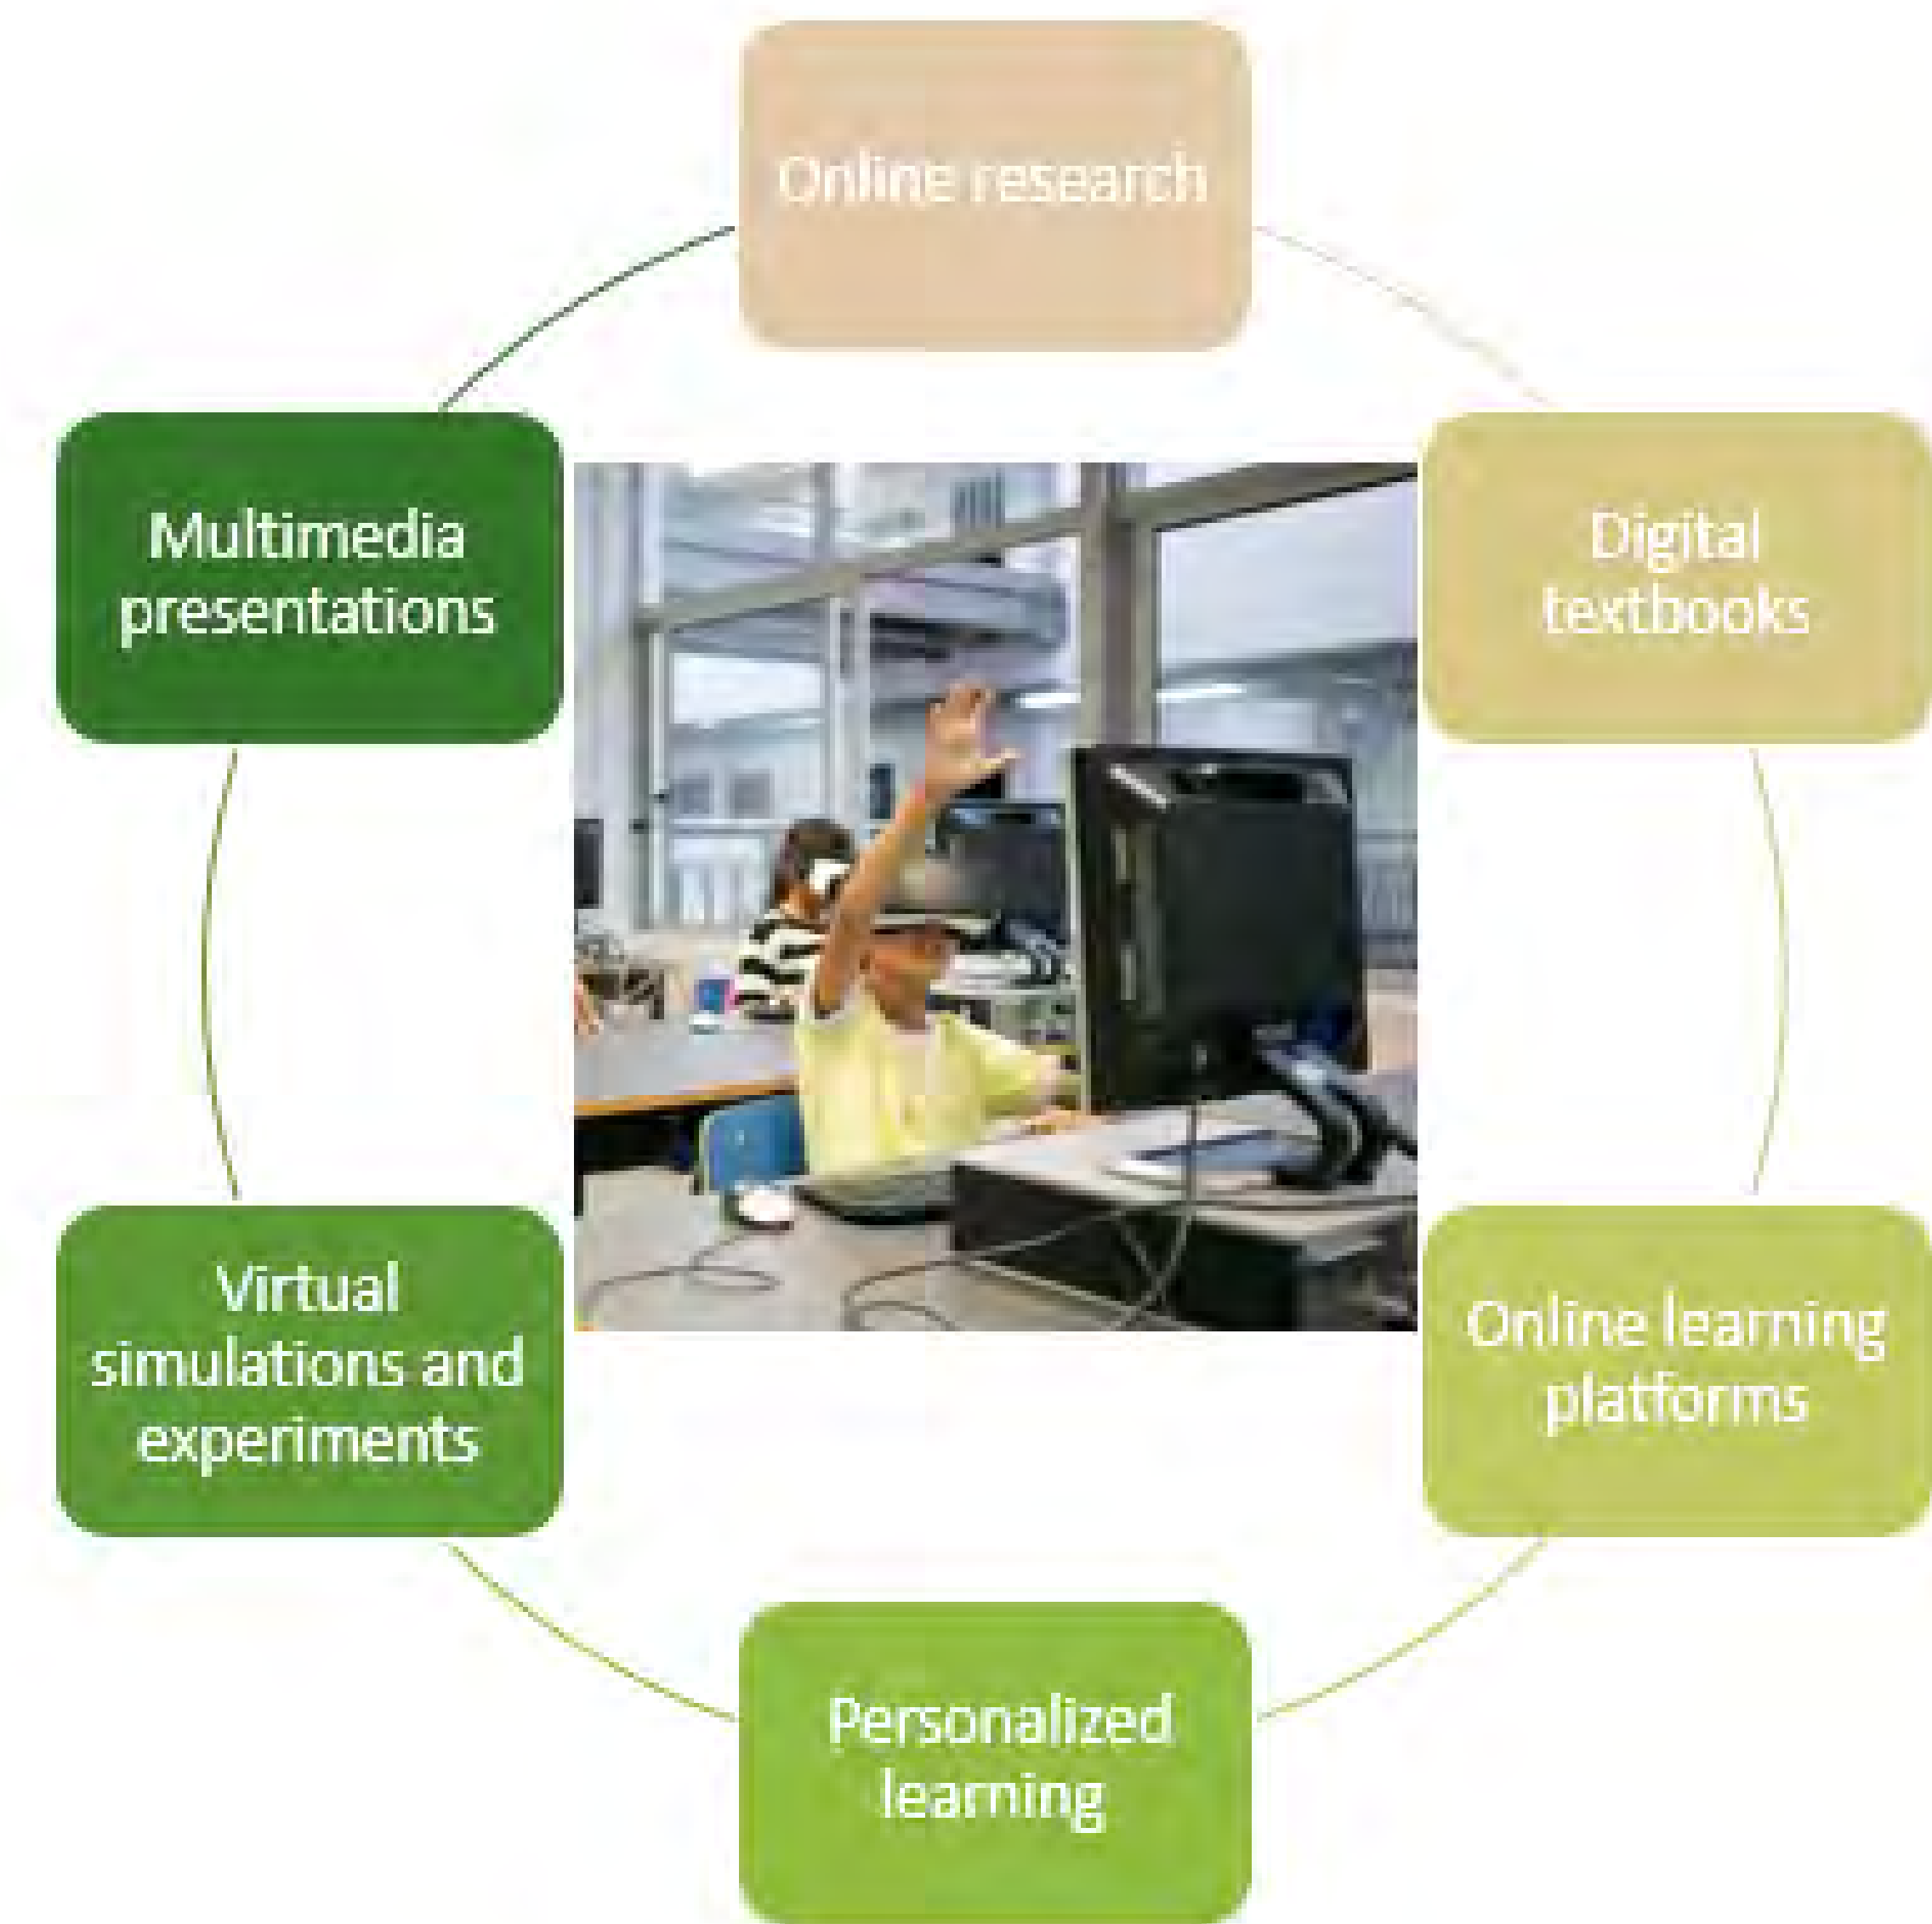 Online research
Digital
textbooks
Online learning
platforms
Personalized
learning
Virtual
simulations and
experiments
Multimedia
presentations